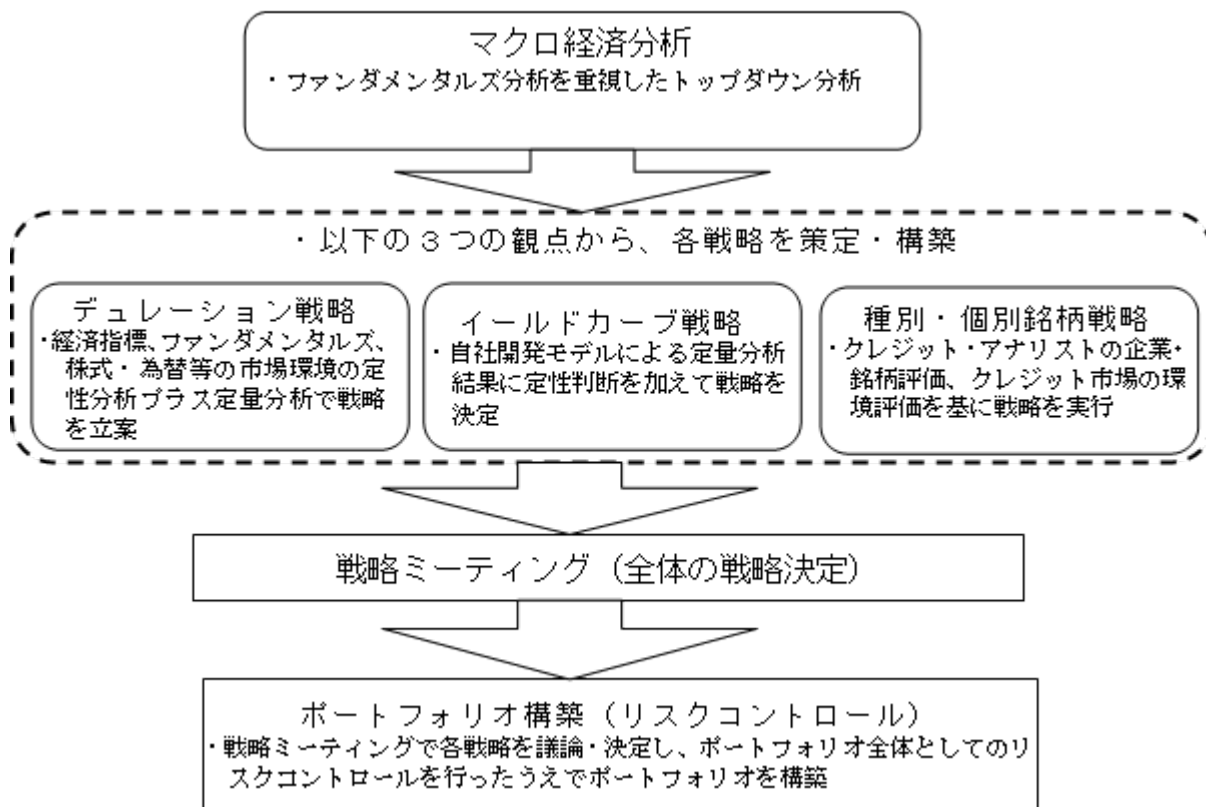 マクロ経済分析
・ファンダメンタルズ分析を重視したトップダウン分析
・以下の３つの観点から、各戦略を策定・構築
デュレーション戦略
・経済指標、ファンダメンタルズ、
株式・為替等の市場環境の定
性分析プラス定量分析で戦略
を立案
イールドカーブ戦略
・自社開発モデルによる定量分析
結果に定性判断を加えて戦略を
決定
種別・個別銘柄戦略
・クレジット・アナリストの企業・
銘柄評価、クレジット市場の環
境評価を基に戦略を実行
戦略ミーティング（全体の戦略決定）
ポートフォリオ構築（リスクコントロール）
・戦略ミーティングで各戦略を議論・決定し、ポートフォリオ全体としてのリ
スクコントロールを行ったうえでポートフォリオを構築